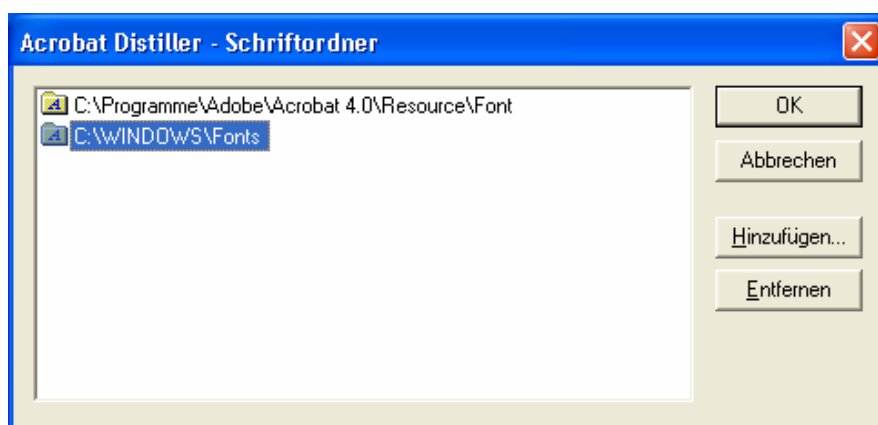 Acrobat Distiller - Schriftordner
C:\Programme\Adobe\Acrobat 4.0\Resource\Font
C:\WINDOWS\Fonts
OK
Abbrechen
Hinzufügen...
Entfernen